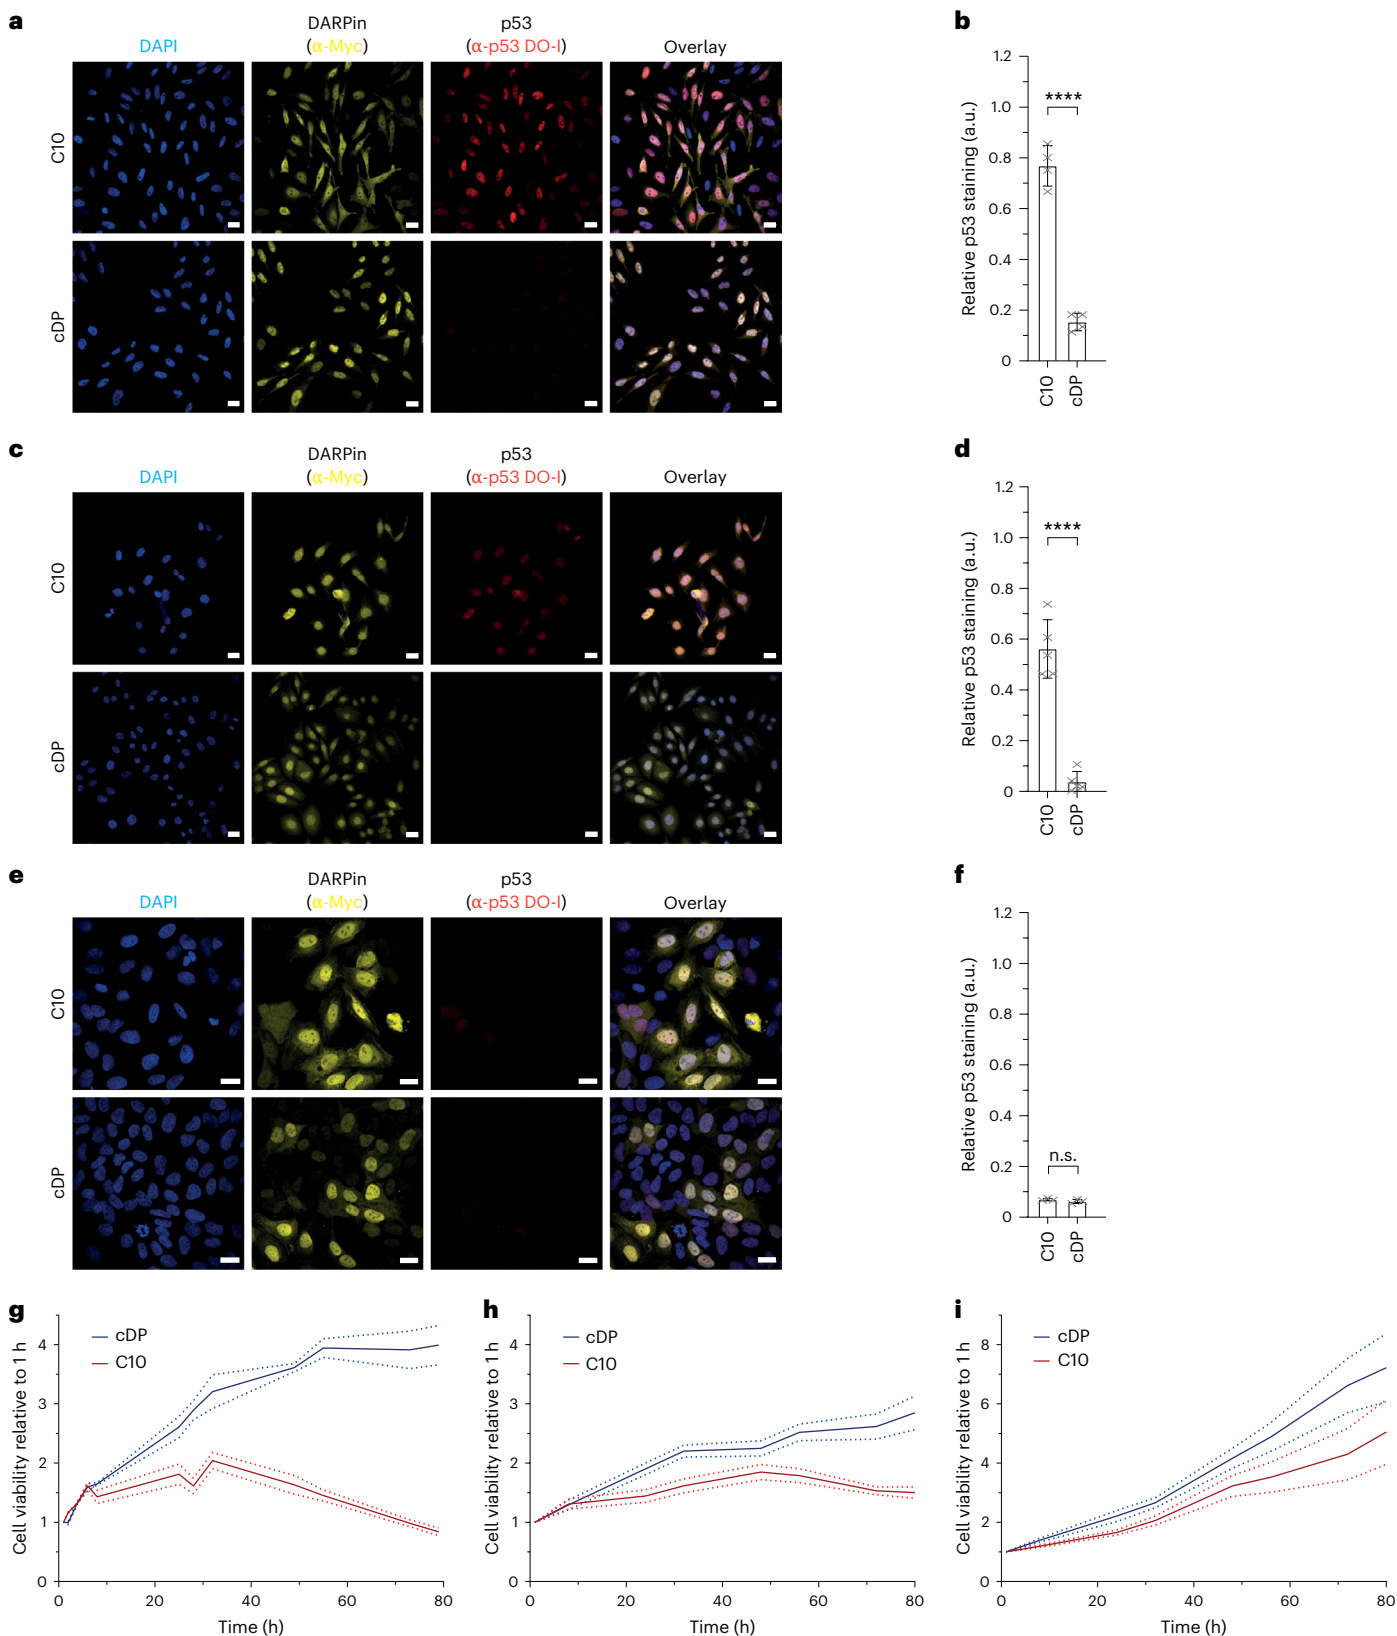 a
DAPI
DARPin
(α-Myc)
p53
(α-p53 DO-I)
Overlay
C10
cDP
b
Relative p53 staining (a.u.)
1.2
1.0
0.8
0.6
0.4
0.2
0
****
C10
cDP
c
DAPI
DARPin
(α-Myc)
p53
(α-p53 DO-I)
Overlay
C10
cDP
d
Relative p53 staining (a.u.)
1.2
1.0
0.8
0.6
0.4
0.2
0
****
C10
cDP
e
DAPI
DARPin
(α-Myc)
p53
(α-p53 DO-I)
Overlay
C10
cDP
f
Relative p53 staining (a.u.)
1.2
1.0
0.8
0.6
0.4
0.2
0
n.s.
C10
cDP
g
Cell viability relative to 1 h
4
3
2
1
0
cDP
C10
0 20 40 60 80
Time (h)
h
Cell viability relative to 1 h
4
3
2
1
0
cDP
C10
0 20 40 60 80
Time (h)
i
Cell viability relative to 1 h
8
6
4
2
0
cDP
C10
0 20 40 60 80
Time (h)